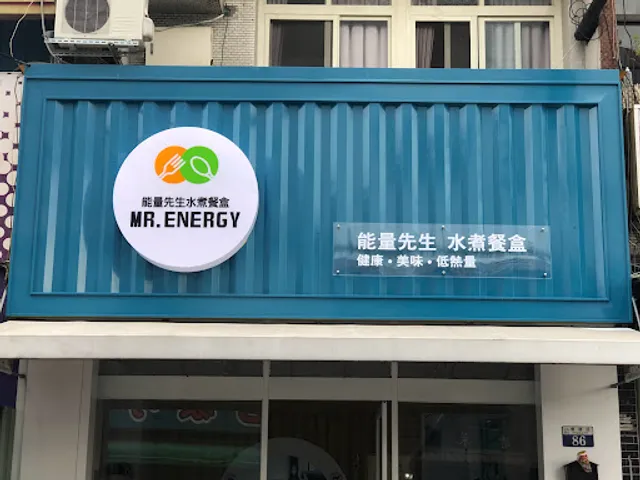 能量先生水煮餐盒
MR.ENERGY
能量先生 水煮餐盒
健康·美味·低熱量
86